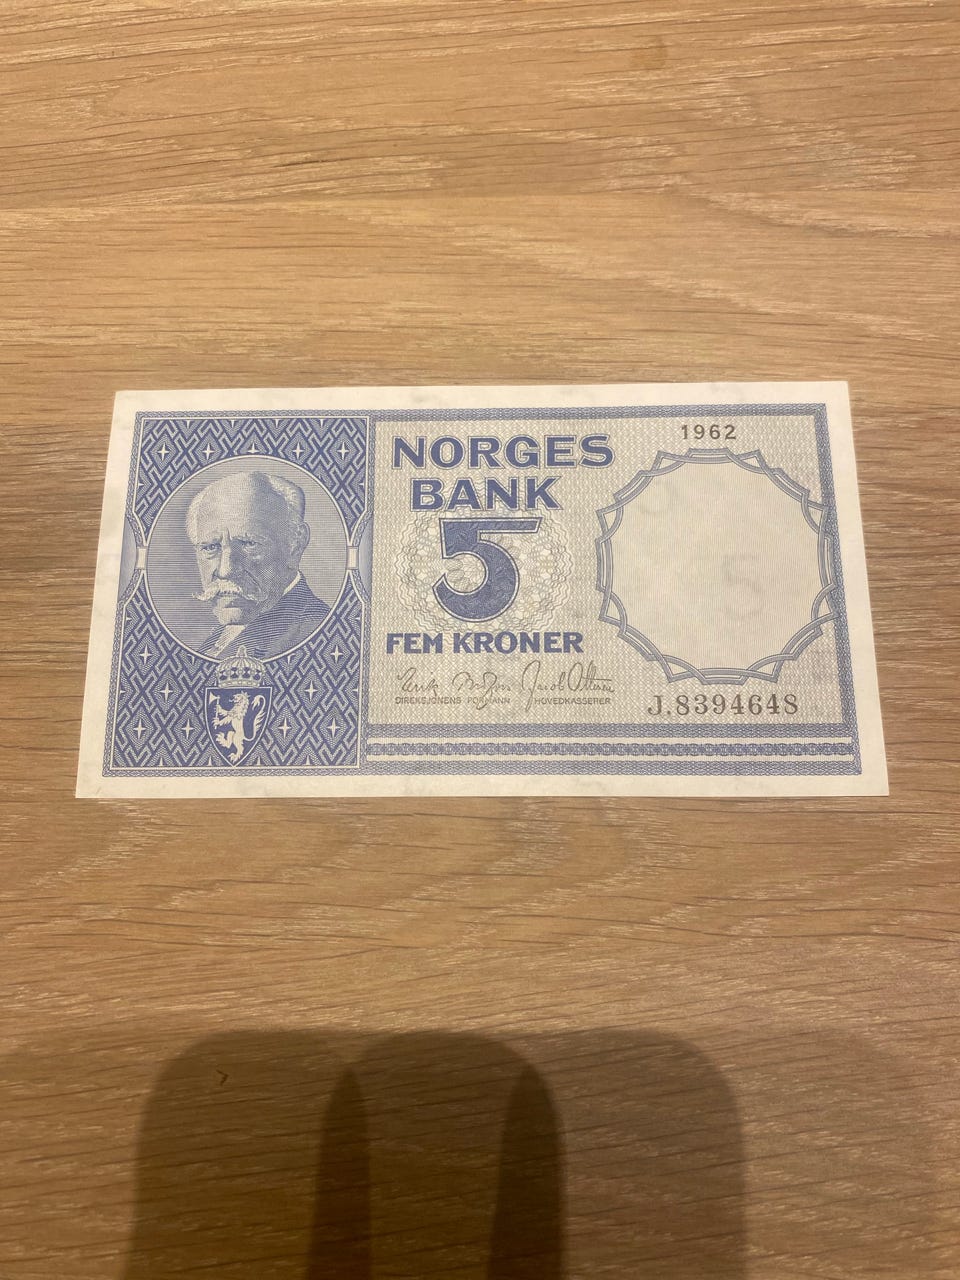 1962
NORGES
BANK
5
FEM KRONER
DIREKSJONENS FORMANN HOVEDKASSERER
J.8394648